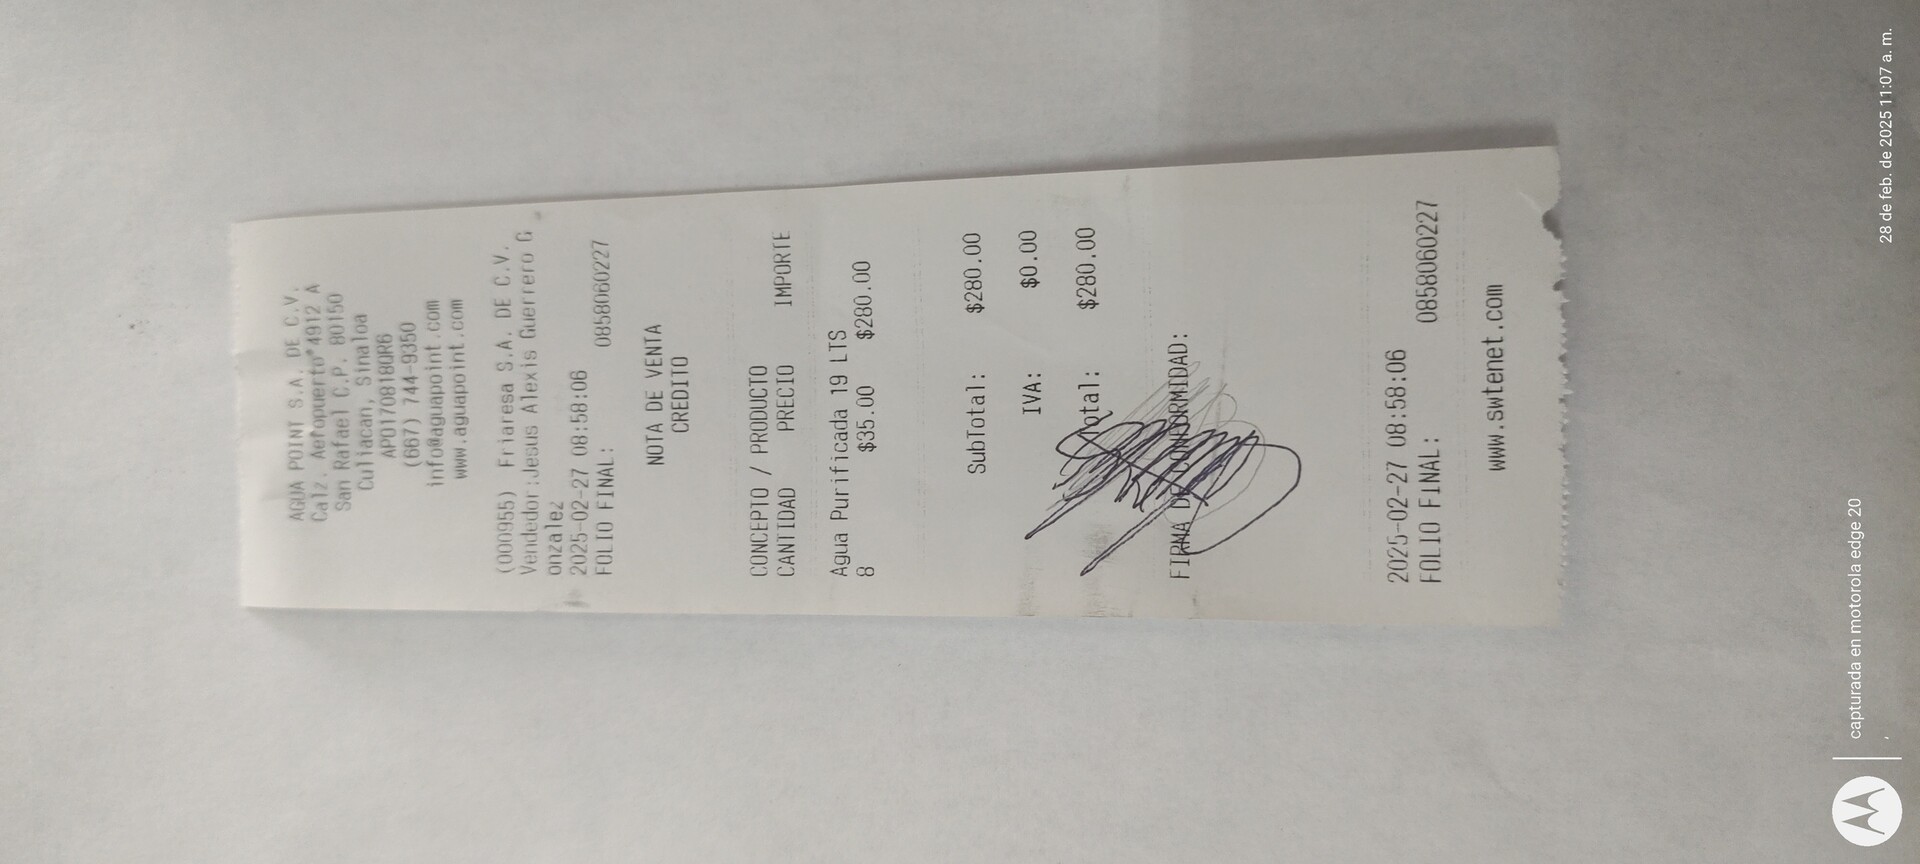 AGUA POINT S.A. DE C.V.
Calz. Aeropuerto 4912 A
San Rafael C.P. 80150
Culiacan, Sinaloa
APO170818QR6
(667) 744-9350
info@aguapoint.com
www.aguapoint.com
(000955) Friaresa S.A. DE C.V.
Vendedor:Jesus Alexis Guerrero G
onzalez
2025-02-27 08:58:06
FOLIO FINAL: 0858060227
NOTA DE VENTA
CREDITO
CONCEPTO / PRODUCTO
CANTIDAD PRECIO IMPORTE
Agua Purificada 19 LTS
8 $35.00 $280.00
SubTotal: $280.00
IVA: $0.00
Total: $280.00
FIRMA DE CONFORMIDAD:
2025-02-27 08:58:06
FOLIO FINAL: 0858060227
www.swtenet.com
capturada en motorola edge 20
28 de feb. de 2025 11:07 a. m.